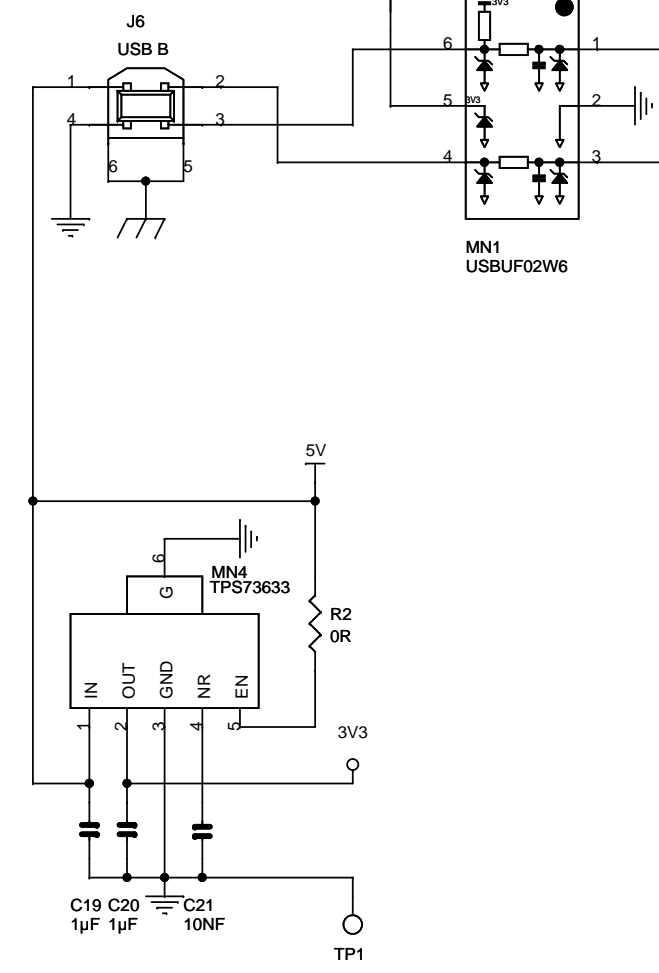 3V3
J6
USB B
6
1
1
2
5
3V3
2
4
3
4
3
6
5
MN1
USBUF02W6
5V
6
MN4
TPS73633
G
R2
0R
IN
OUT
GND
NR
EN
1
2
3
4
5
3V3
C19
C20
C21
1µF
1µF
10NF
TP1